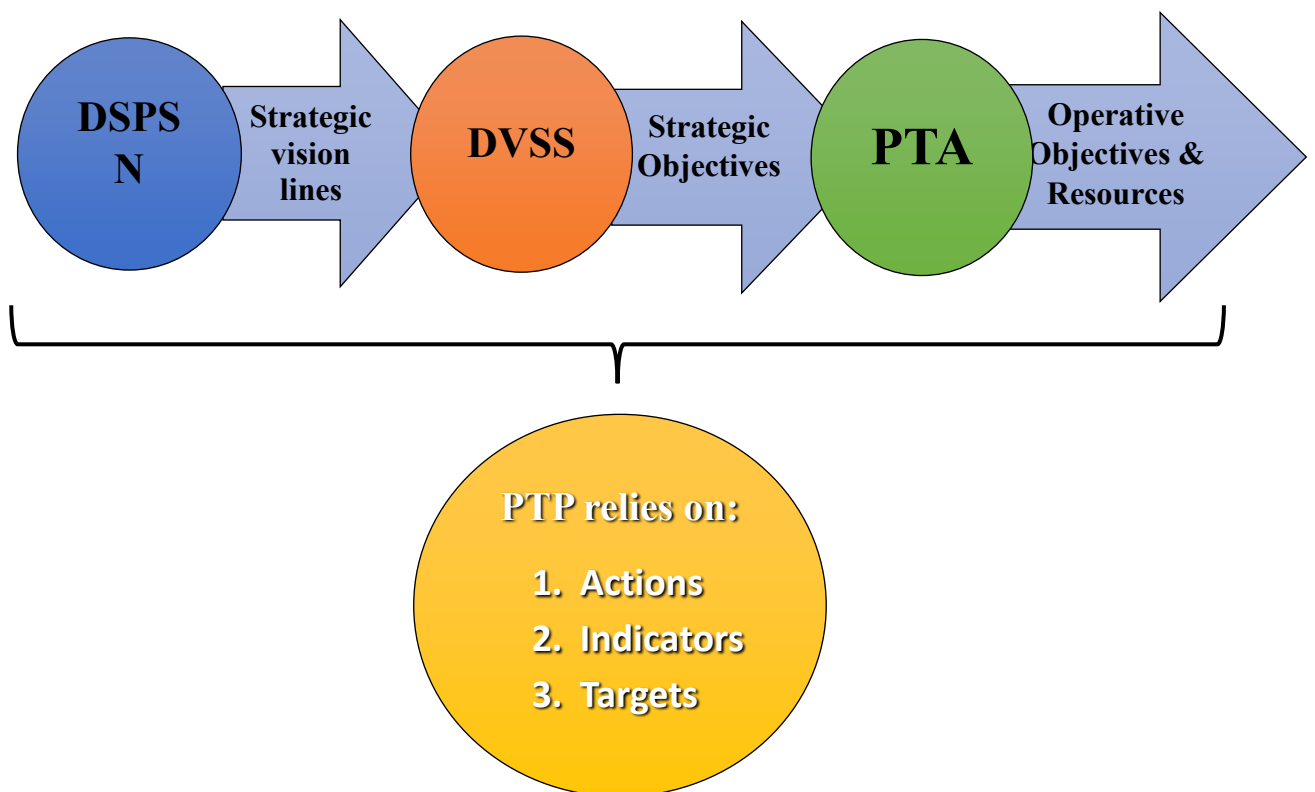 DSPS
N
Strategic
vision
lines
DVSS
Strategic
Objectives
PTA
Operative
Objectives &
Resources
PTP relies on:
1. Actions
2. Indicators
3. Targets